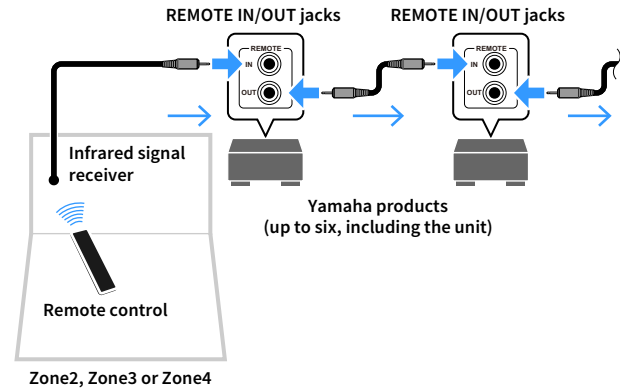 REMOTE IN/OUT jacks
REMOTE IN/OUT jacks
REMOTE
IN
OUT
REMOTE
IN
OUT
Infrared signal
receiver
Yamaha products
(up to six, including the unit)
Remote control
Zone2, Zone3 or Zone4